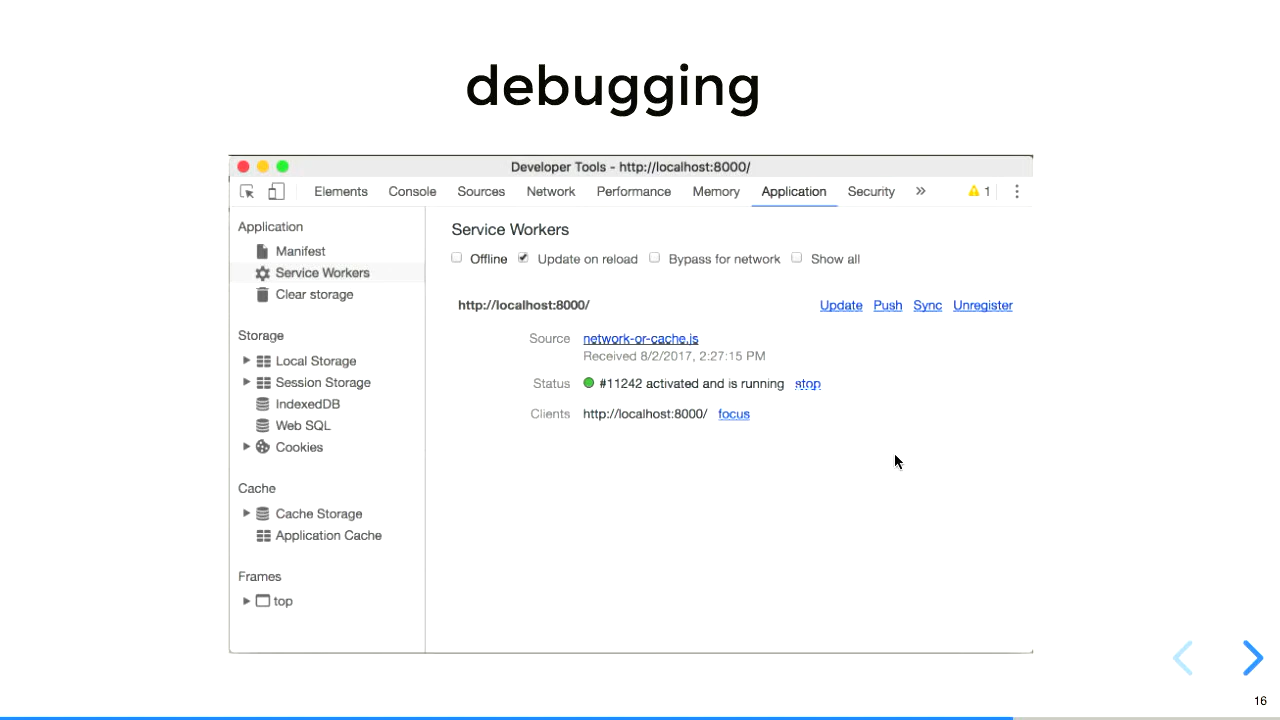 debugging
Developer Tools - http://localhost:8000/
Elements Console Sources Network Performance Memory Application Security » 1
Application
Manifest
Service Workers
Clear storage
Storage
Local Storage
Session Storage
IndexedDB
Web SQL
Cookies
Cache
Cache Storage
Application Cache
Frames
top
Service Workers
Offline Update on reload Bypass for network Show all
http://localhost:8000/ Update Push Sync Unregister
Source network-or-cache.js
Received 8/2/2017, 2:27:15 PM
Status #11242 activated and is running stop
Clients http://localhost:8000/ focus
16